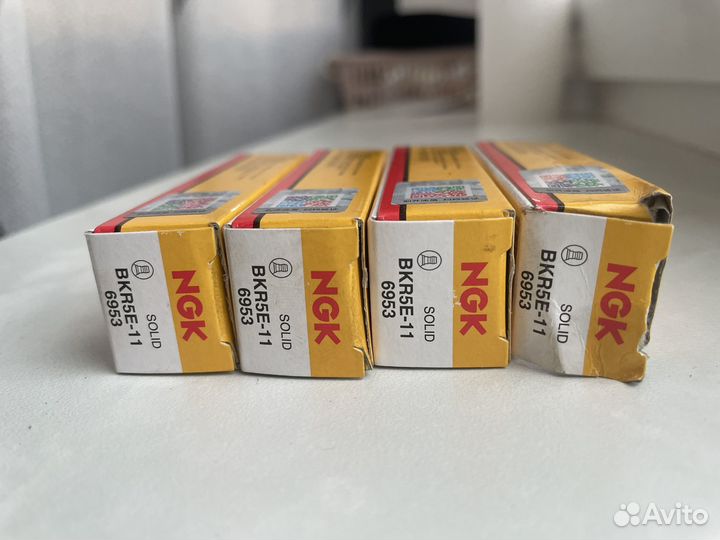 NGK
SOLID
BKR5E-11
6953
NGK
SOLID
BKR5E-11
6953
NGK
SOLID
BKR5E-11
6953
NGK
SOLID
BKR5E-11
6953
Avito